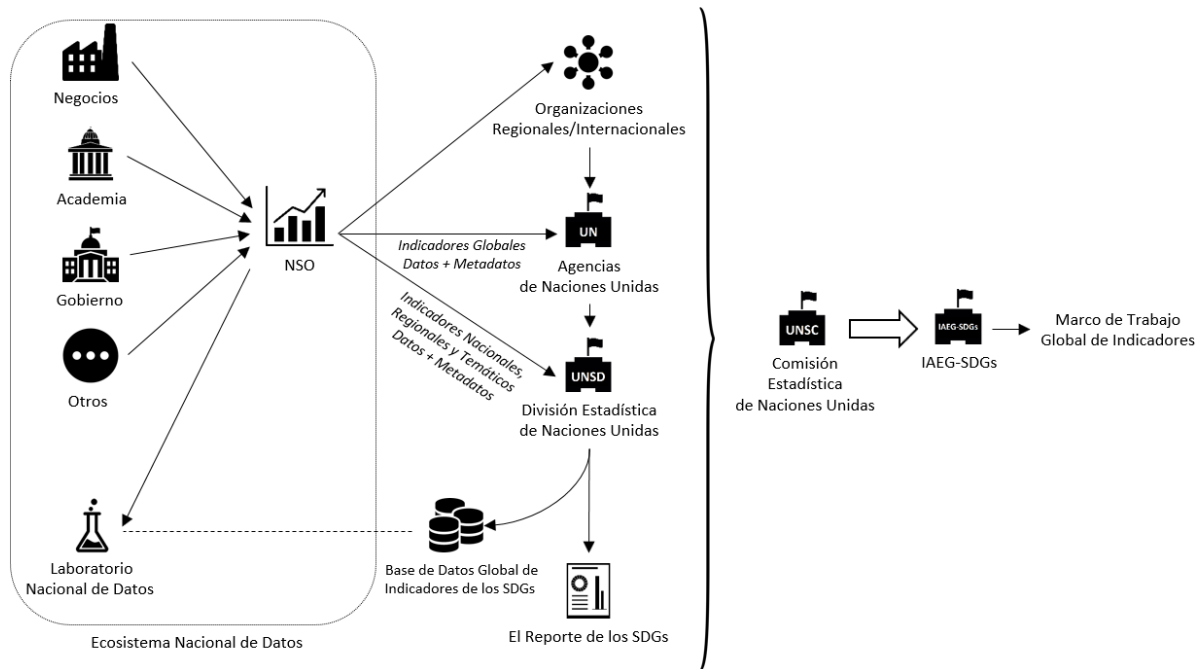 Negocios
Academia
Gobierno
Otros
NSO
Laboratorio
Nacional de Datos
Ecosistema Nacional de Datos
Organizaciones
Regionales/Internacionales
Indicadores Globales
Datos + Metadatos
UN
Agencias
de Naciones Unidas
Indicadores Nacionales,
Regionales y Temáticos
Datos + Metadatos
UNSD
División Estadística
de Naciones Unidas
Base de Datos Global de
Indicadores de los SDGs
El Reporte de los SDGs
UNSC
Comisión
Estadística
de Naciones Unidas
IAEG-SDGs
IAEG-SDGs
Marco de Trabajo
Global de Indicadores